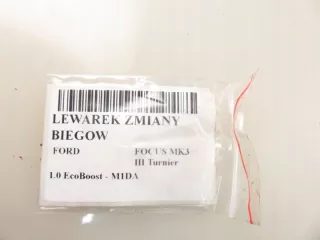 LEWAREK ZMIANY
BIEGOW
FORD FOCUS MK3
III Turnier
1.0 EcoBoost - M1DA